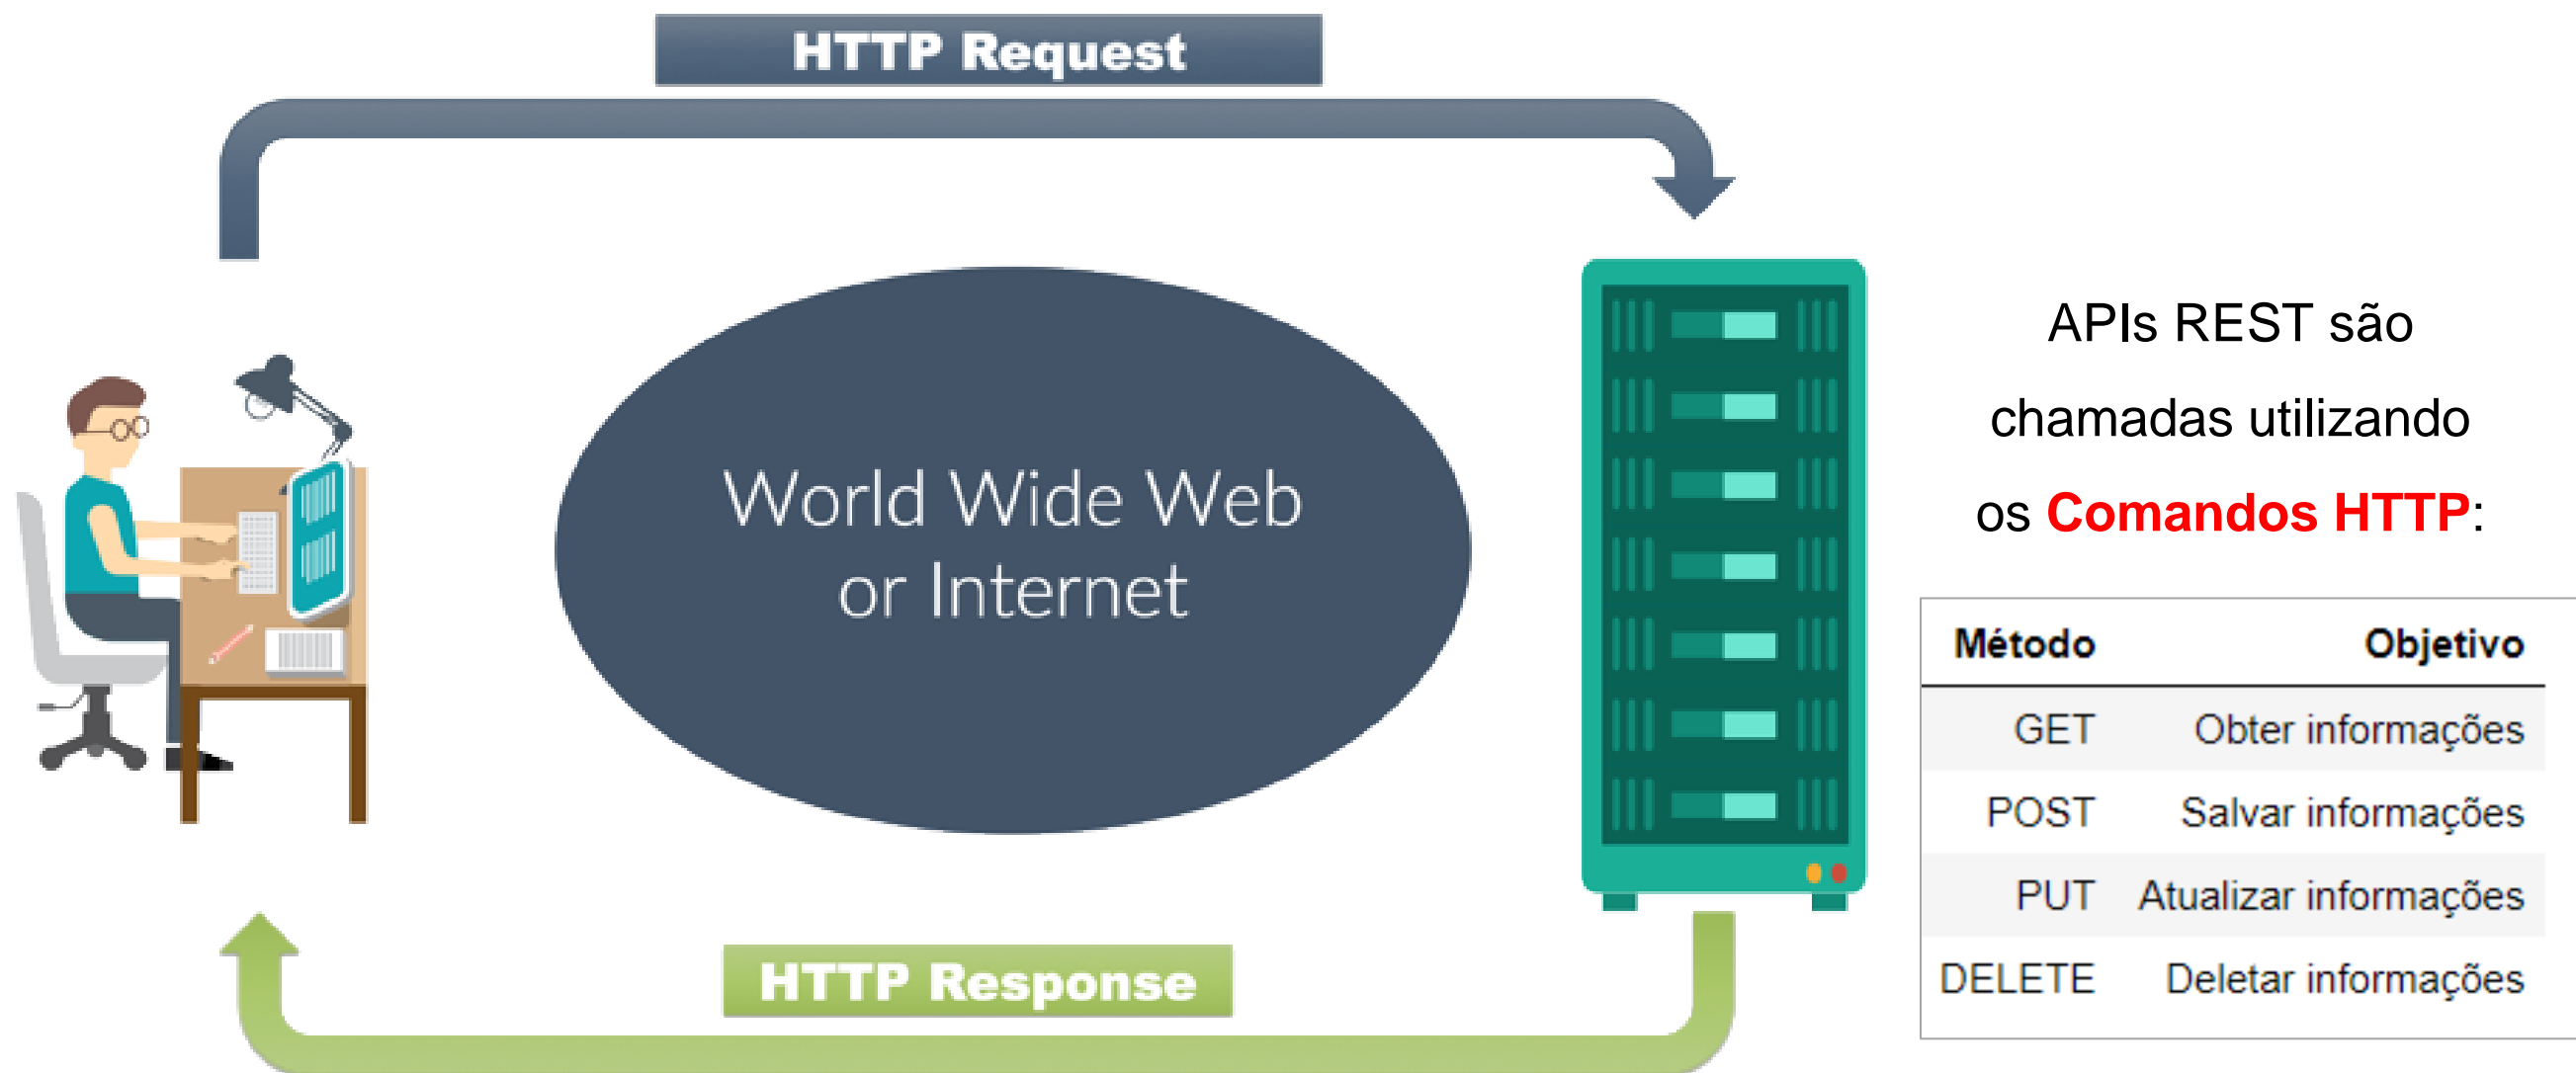 HTTP Request
World Wide Web
or Internet
HTTP Response
APIs REST são
chamadas utilizando
os Comandos HTTP:
Método Objetivo
GET Obter informações
POST Salvar informações
PUT Atualizar informações
DELETE Deletar informações